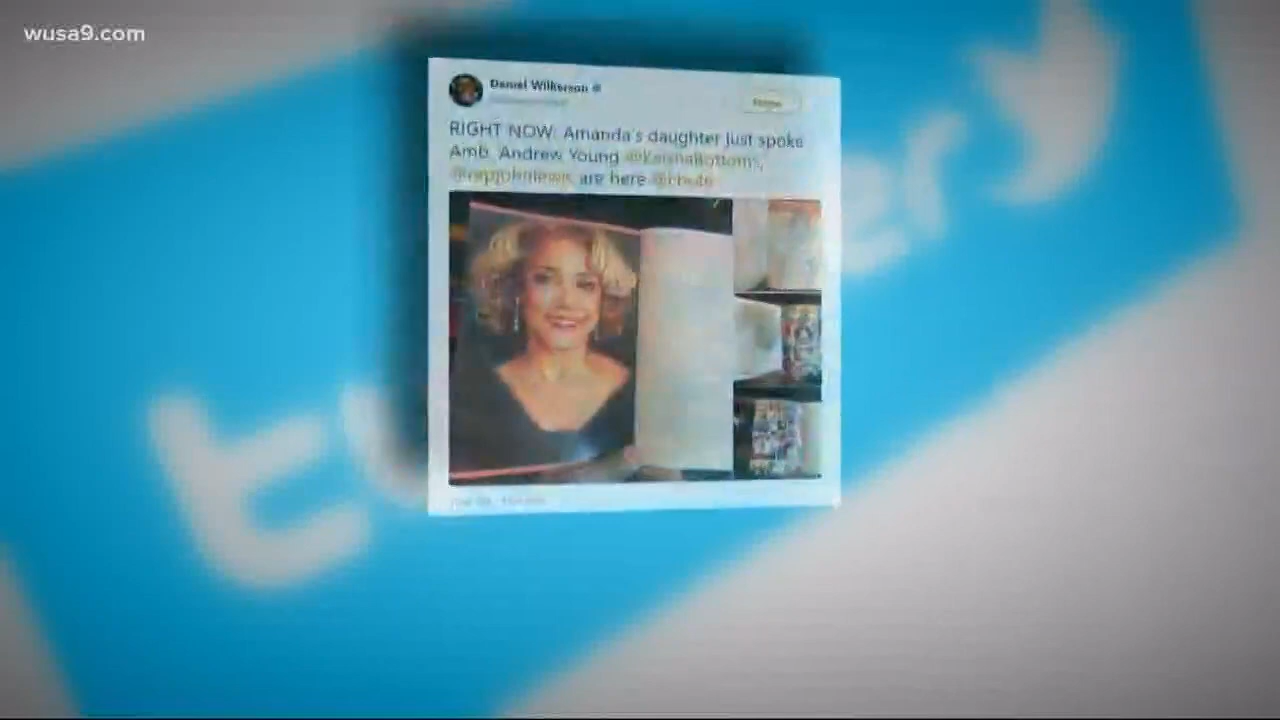 wusa9.com
Daniel Wilkerson
RIGHT NOW: Amanda's daughter just spoke
Amb. Andrew Young @KeishaBottoms,
@repjohnlewis are here